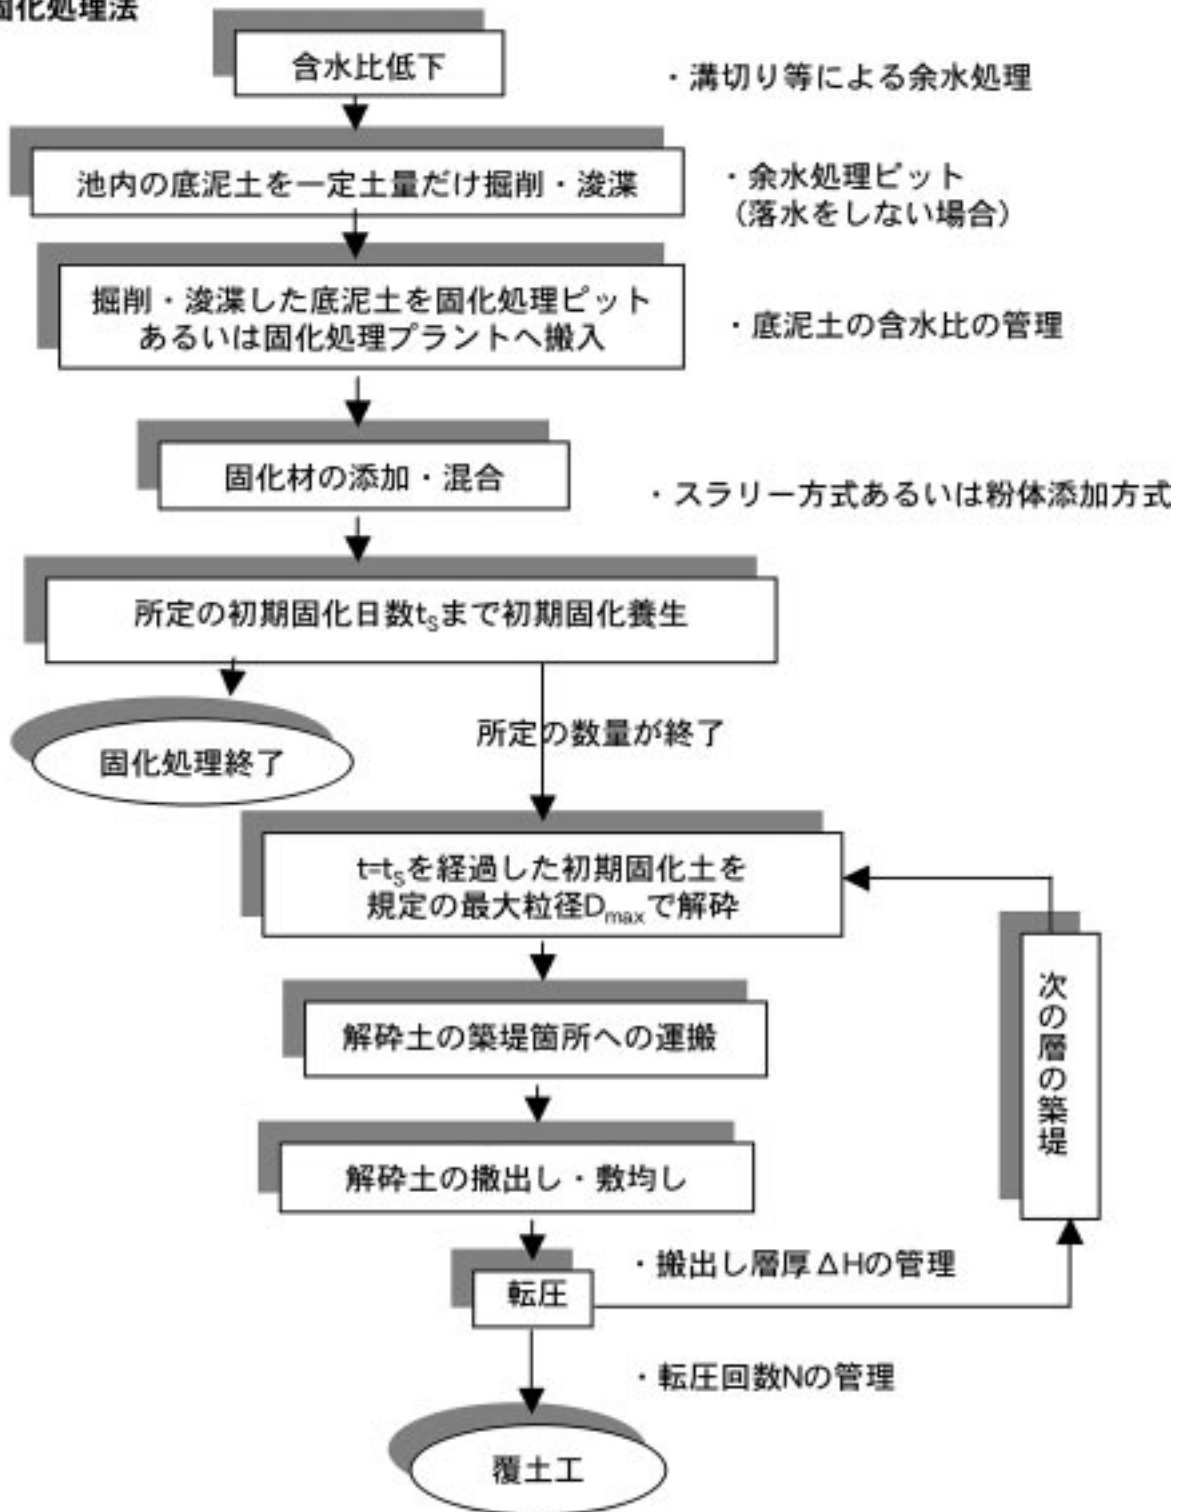 固化処理法
含水比低下
・溝切り等による余水処理
池内の底泥土を一定土量だけ掘削・浚渫
・余水処理ピット
（落水をしない場合）
掘削・浚渫した底泥土を固化処理ピット
あるいは固化処理プラントへ搬入
・底泥土の含水比の管理
固化材の添加・混合
・スラリー方式あるいは粉体添加方式
所定の初期固化日数tsまで初期固化養生
固化処理終了
所定の数量が終了
t=tsを経過した初期固化土を
規定の最大粒径Dmaxで解砕
次の層の築堤
解砕土の築堤箇所への運搬
解砕土の撒出し・敷均し
・搬出し層厚ΔHの管理
転圧
・転圧回数Nの管理
覆土工